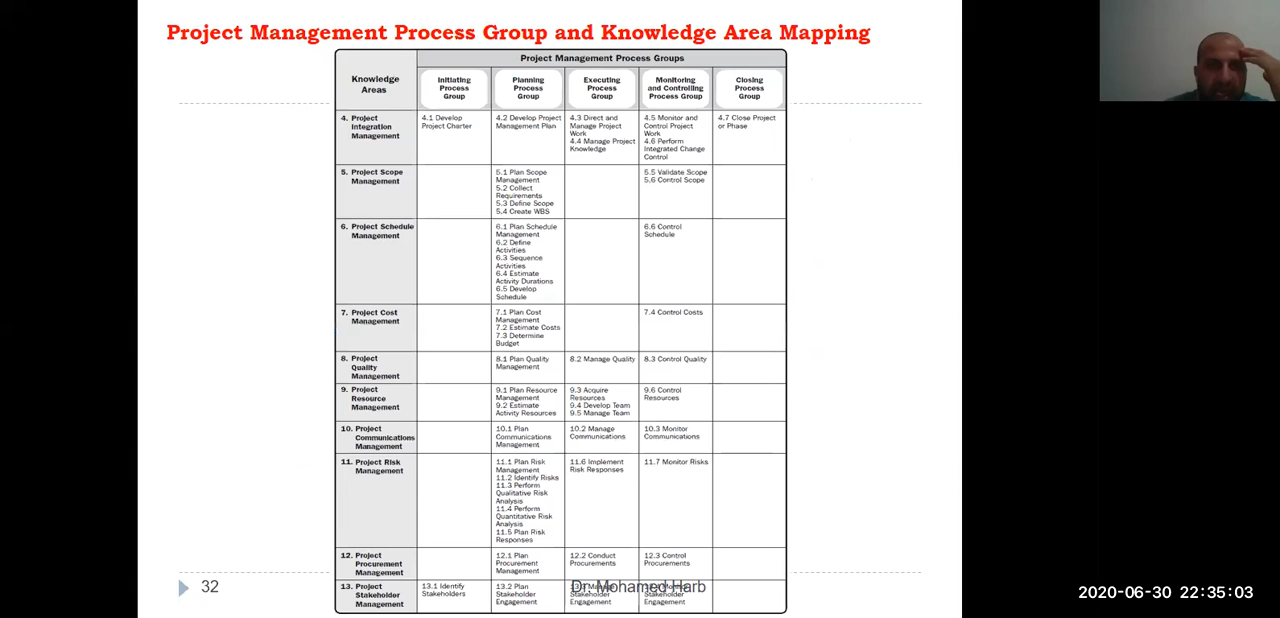 Project Management Process Group and Knowledge Area Mapping
Knowledge
Areas
Project Management Process Groups
Initiating
Process
Group
Planning
Process
Group
Executing
Process
Group
Monitoring
and Controlling
Process Group
Closing
Process
Group
4. Project
Integration
Management
4.1 Develop
Project Charter
4.2 Develop Project
Management Plan
4.3 Direct and
Manage Project
Work
4.4 Manage Project
Knowledge
4.5 Monitor and
Control Project
Work
4.6 Perform
Integrated Change
Control
4.7 Close Project
or Phase
5. Project Scope
Management
5.1 Plan Scope
Management
5.2 Collect
Requirements
5.3 Define Scope
5.4 Create WBS
5.5 Validate Scope
5.6 Control Scope
6. Project Schedule
Management
6.1 Plan Schedule
Management
6.2 Define
Activities
6.3 Sequence
Activities
6.4 Estimate
Activity Durations
6.5 Develop
Schedule
6.6 Control
Schedule
7. Project Cost
Management
7.1 Plan Cost
Management
7.2 Estimate Costs
7.3 Determine
Budget
7.4 Control Costs
8. Project
Quality
Management
8.1 Plan Quality
Management
8.2 Manage Quality
8.3 Control Quality
9. Project
Resource
Management
9.1 Plan Resource
Management
9.2 Estimate
Activity Resources
9.3 Acquire
Resources
9.4 Develop Team
9.5 Manage Team
9.6 Control
Resources
10. Project
Communications
Management
10.1 Plan
Communications
Management
10.2 Manage
Communications
10.3 Monitor
Communications
11. Project Risk
Management
11.1 Plan Risk
Management
11.2 Identify Risks
11.3 Perform
Qualitative Risk
Analysis
11.4 Perform
Quantitative Risk
Analysis
11.5 Plan Risk
Responses
11.6 Implement
Risk Responses
11.7 Monitor Risks
12. Project
Procurement
Management
12.1 Plan
Procurement
Management
12.2 Conduct
Procurements
12.3 Control
Procurements
13. Project
Stakeholder
Management
13.1 Identify
Stakeholders
13.2 Plan
Stakeholder
Engagement
Stakeholder
Engagement
Stakeholder
Engagement
32
Dr. Mohamed Harb
2020-06-30 22:35:03